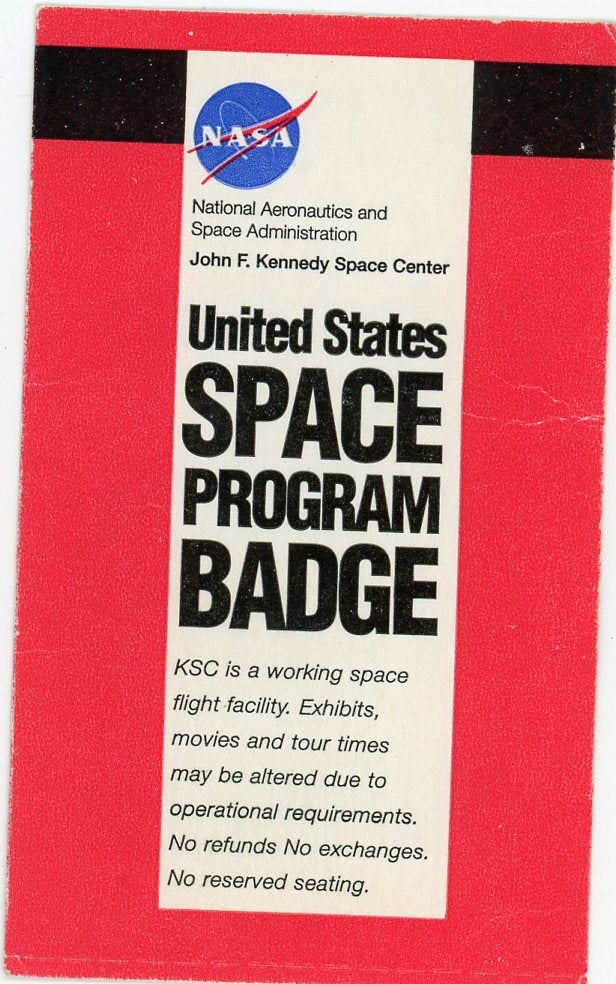 NASA
National Aeronautics and
Space Administration
John F. Kennedy Space Center
United States
SPACE
PROGRAM
BADGE
KSC is a working space
flight facility. Exhibits,
movies and tour times
may be altered due to
operational requirements.
No refunds No exchanges.
No reserved seating.